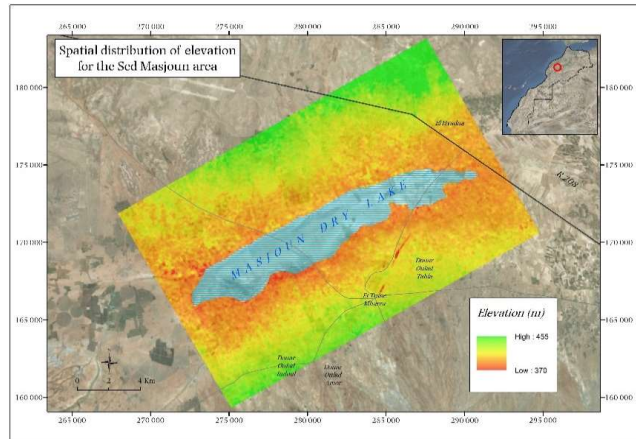 265 000 270 000 275 000 280 000 285 000 290 000 295 000
Spatial distribution of elevation
for the Sed Masjoun area
180 000 180 000
175 000 175 000
170 000 170 000
165 000 165 000
160 000 160 000
R.208
MASJOUN DRY LAKE
Douar
Oulad
Elevation (m)
High : 455
Low : 370
0 2 4 Km
265 000 270 000 275 000 280 000 285 000 290 000 295 000